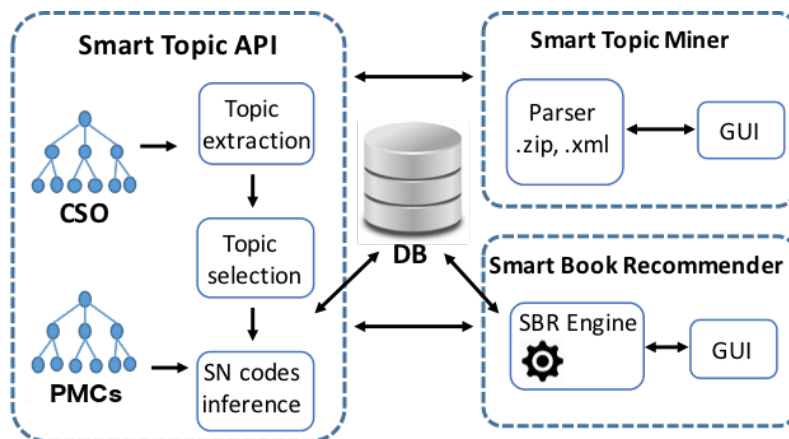 Smart Topic API
Topic
extraction
CSO
Topic
selection
PMCs
SN codes
inference
DB
Smart Topic Miner
Parser
.zip, .xml
GUI
Smart Book Recommender
SBR Engine
GUI